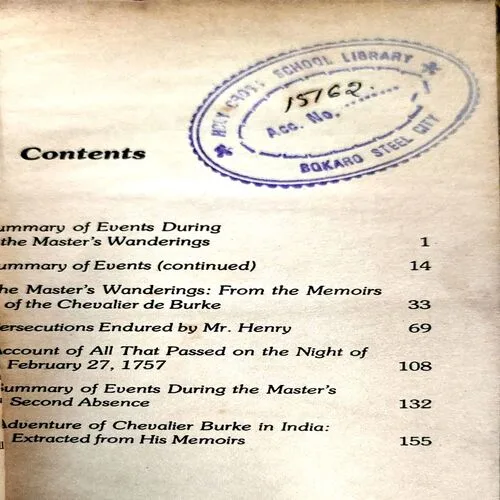 HOLY CROSS SCHOOL LIBRARY
15162
Acc. No. ..........
BOKARO STEEL CITY
Contents
ummary of Events During
the Master's Wanderings 1
ummary of Events (continued) 14
he Master's Wanderings: From the Memoirs
of the Chevalier de Burke 33
ersecutions Endured by Mr. Henry 69
Account of All That Passed on the Night of
February 27, 1757 108
Summary of Events During the Master's
Second Absence 132
Adventure of Chevalier Burke in India:
Extracted from His Memoirs 155